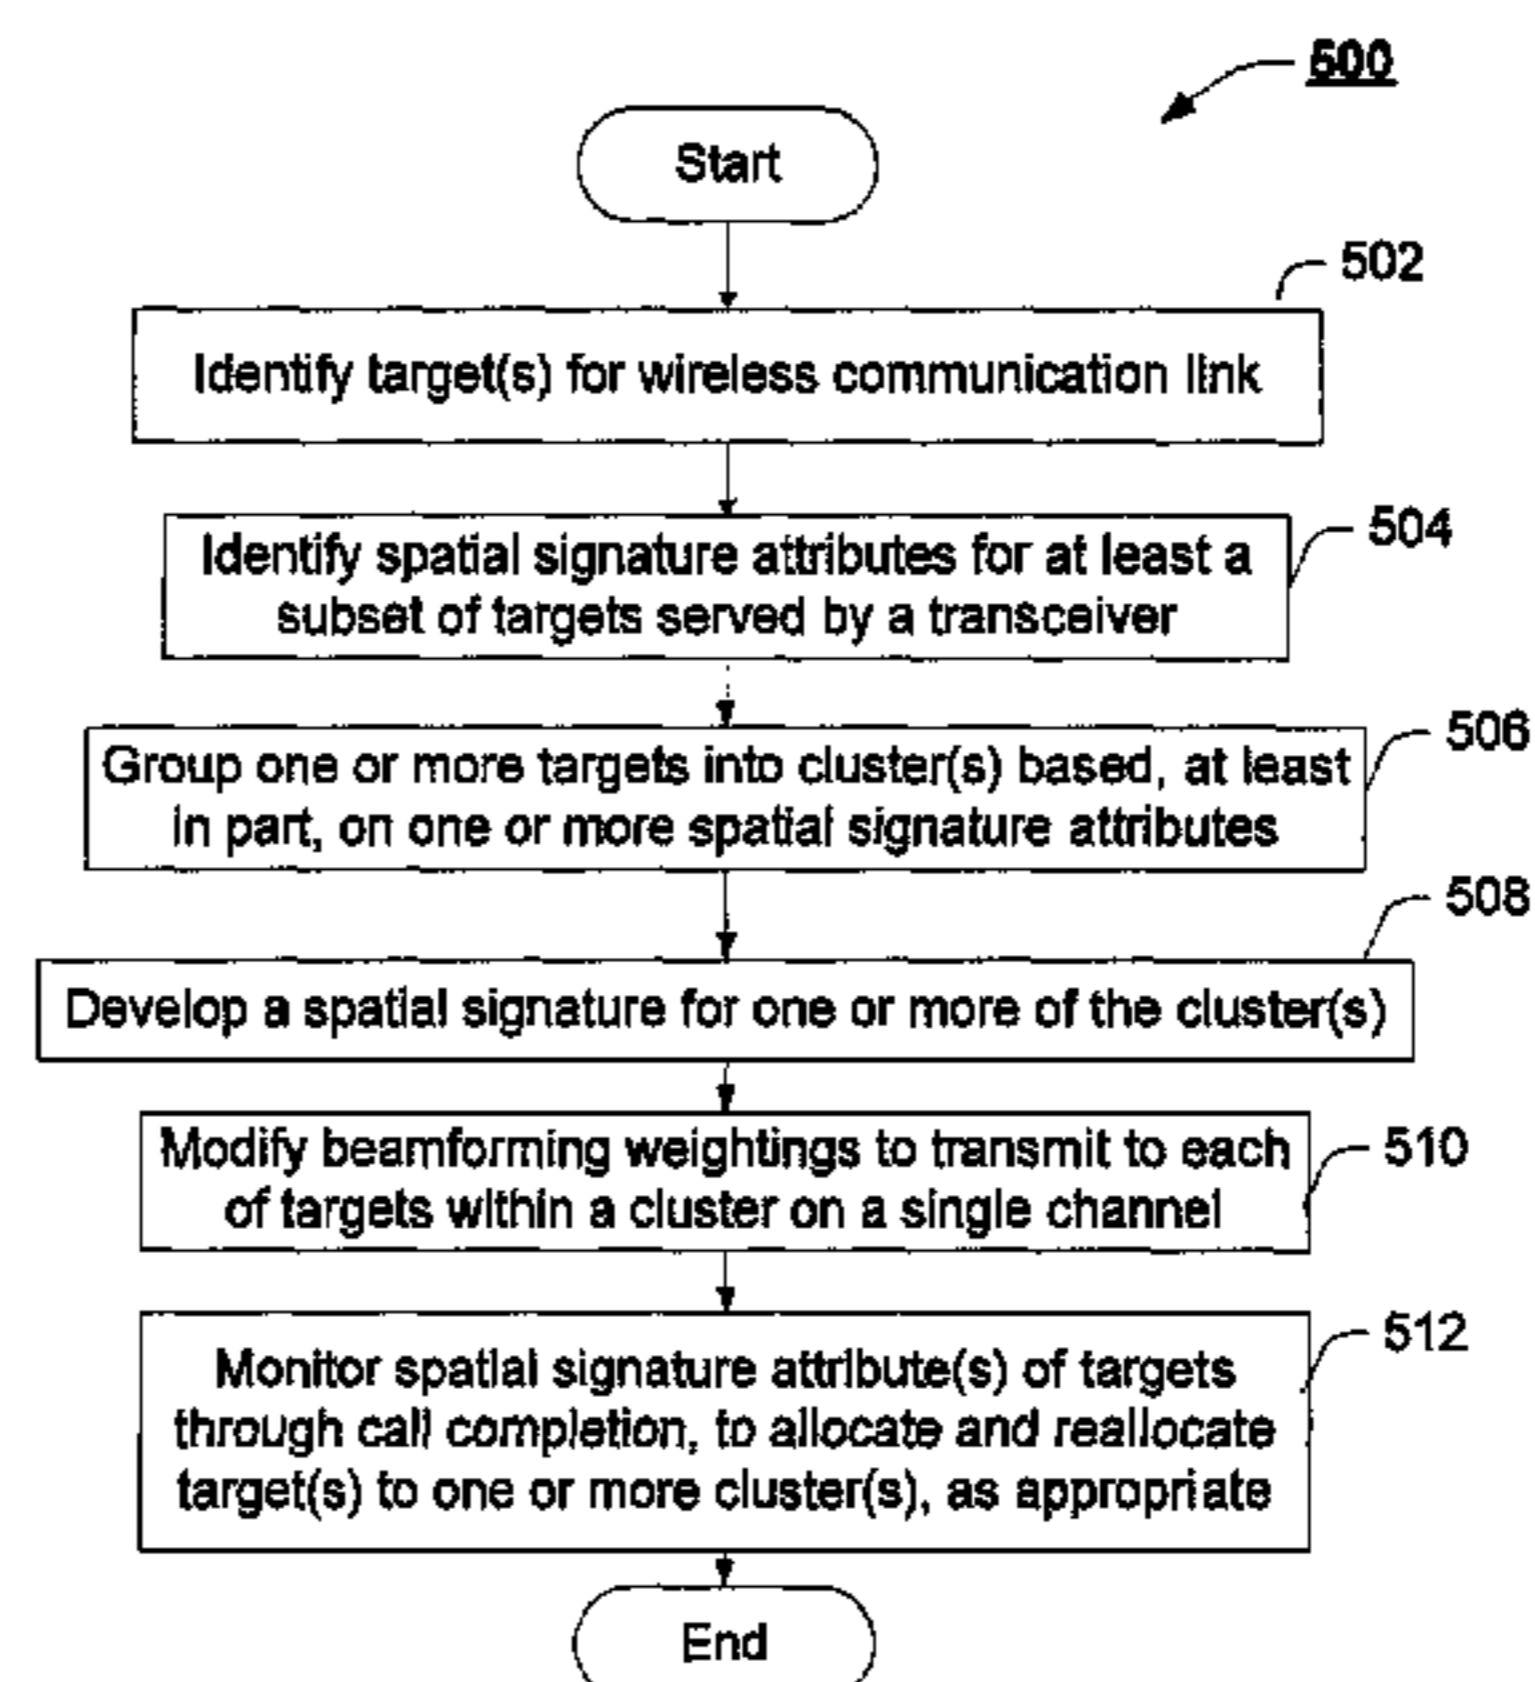 500
Start
502
Identify target(s) for wireless communication link
504
Identify spatial signature attributes for at least a
subset of targets served by a transceiver
506
Group one or more targets into cluster(s) based, at least
in part, on one or more spatial signature attributes
508
Develop a spatial signature for one or more of the cluster(s)
510
Modify beamforming weightings to transmit to each
of targets within a cluster on a single channel
512
Monitor spatial signature attribute(s) of targets
through call completion, to allocate and reallocate
target(s) to one or more cluster(s), as appropriate
End